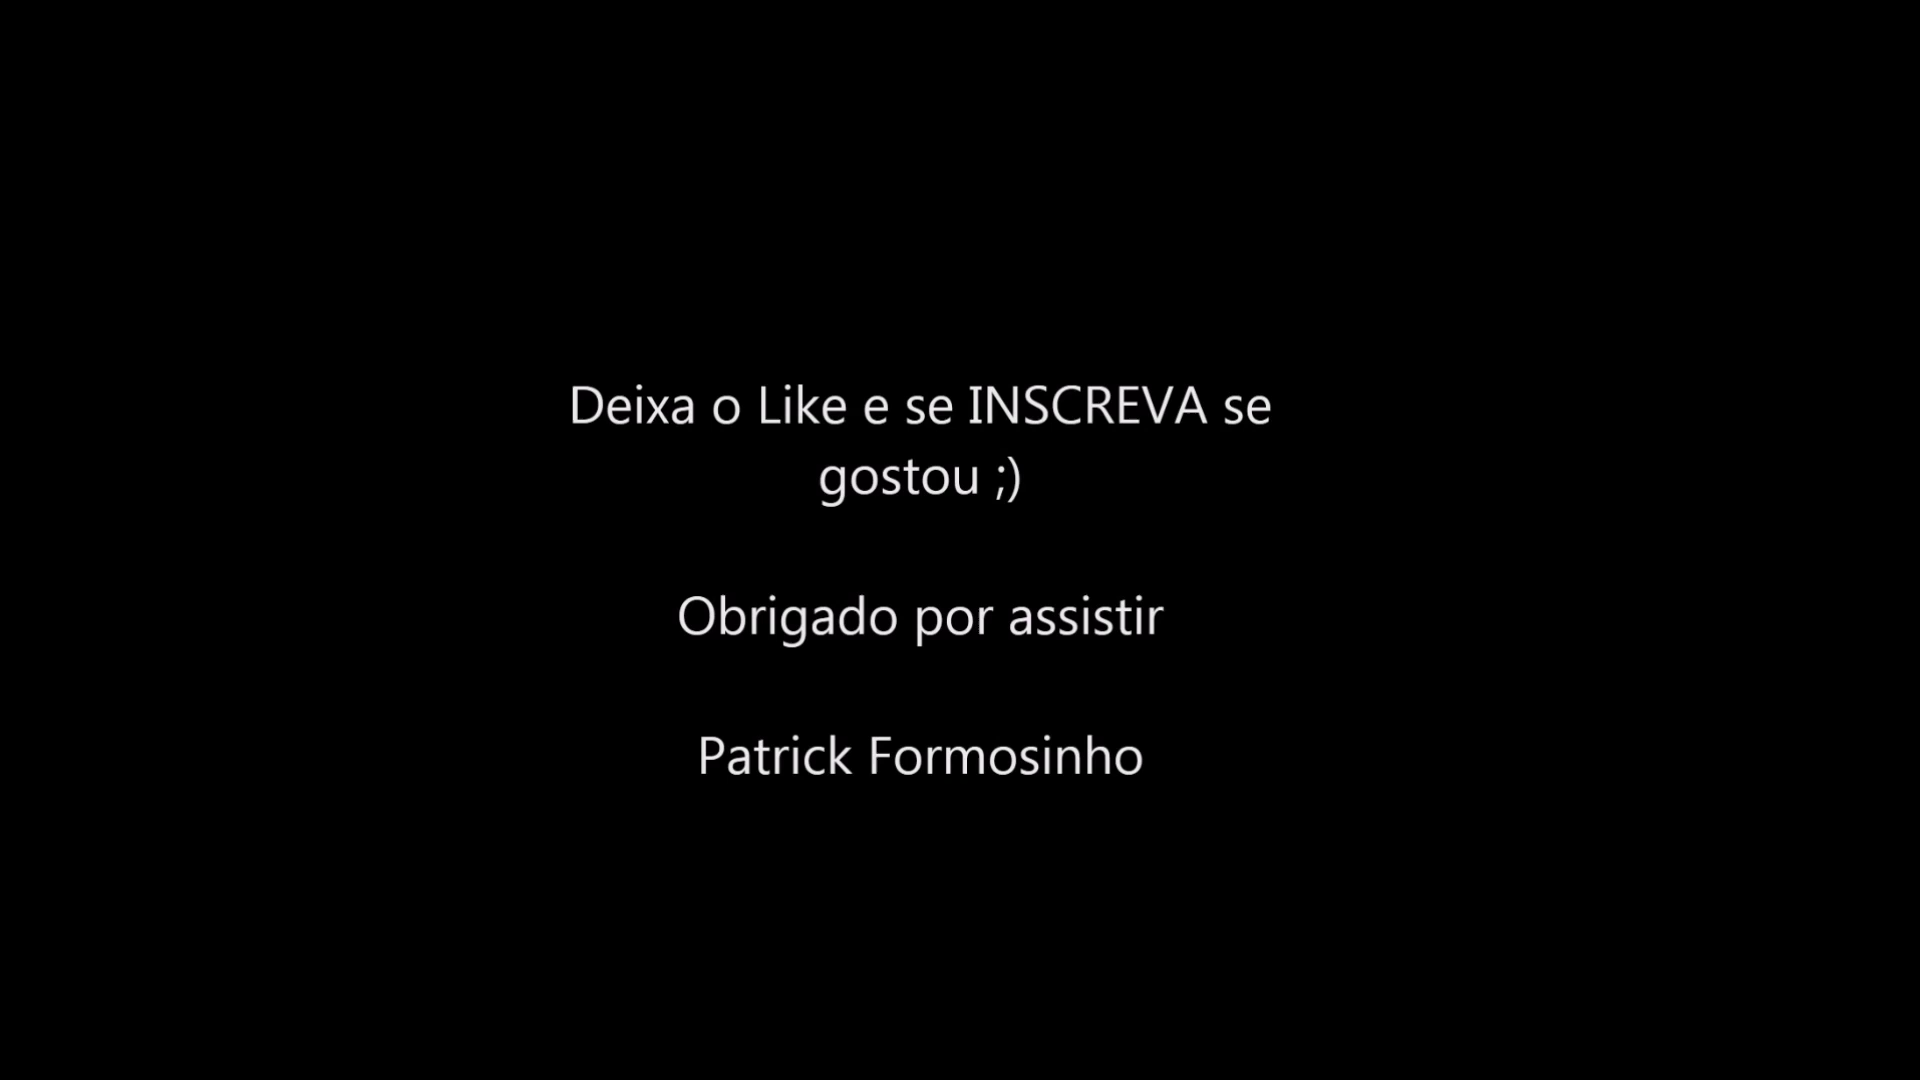 Deixa o Like e se INSCREVA se
gostou ;)
Obrigado por assistir
Patrick Formosinho